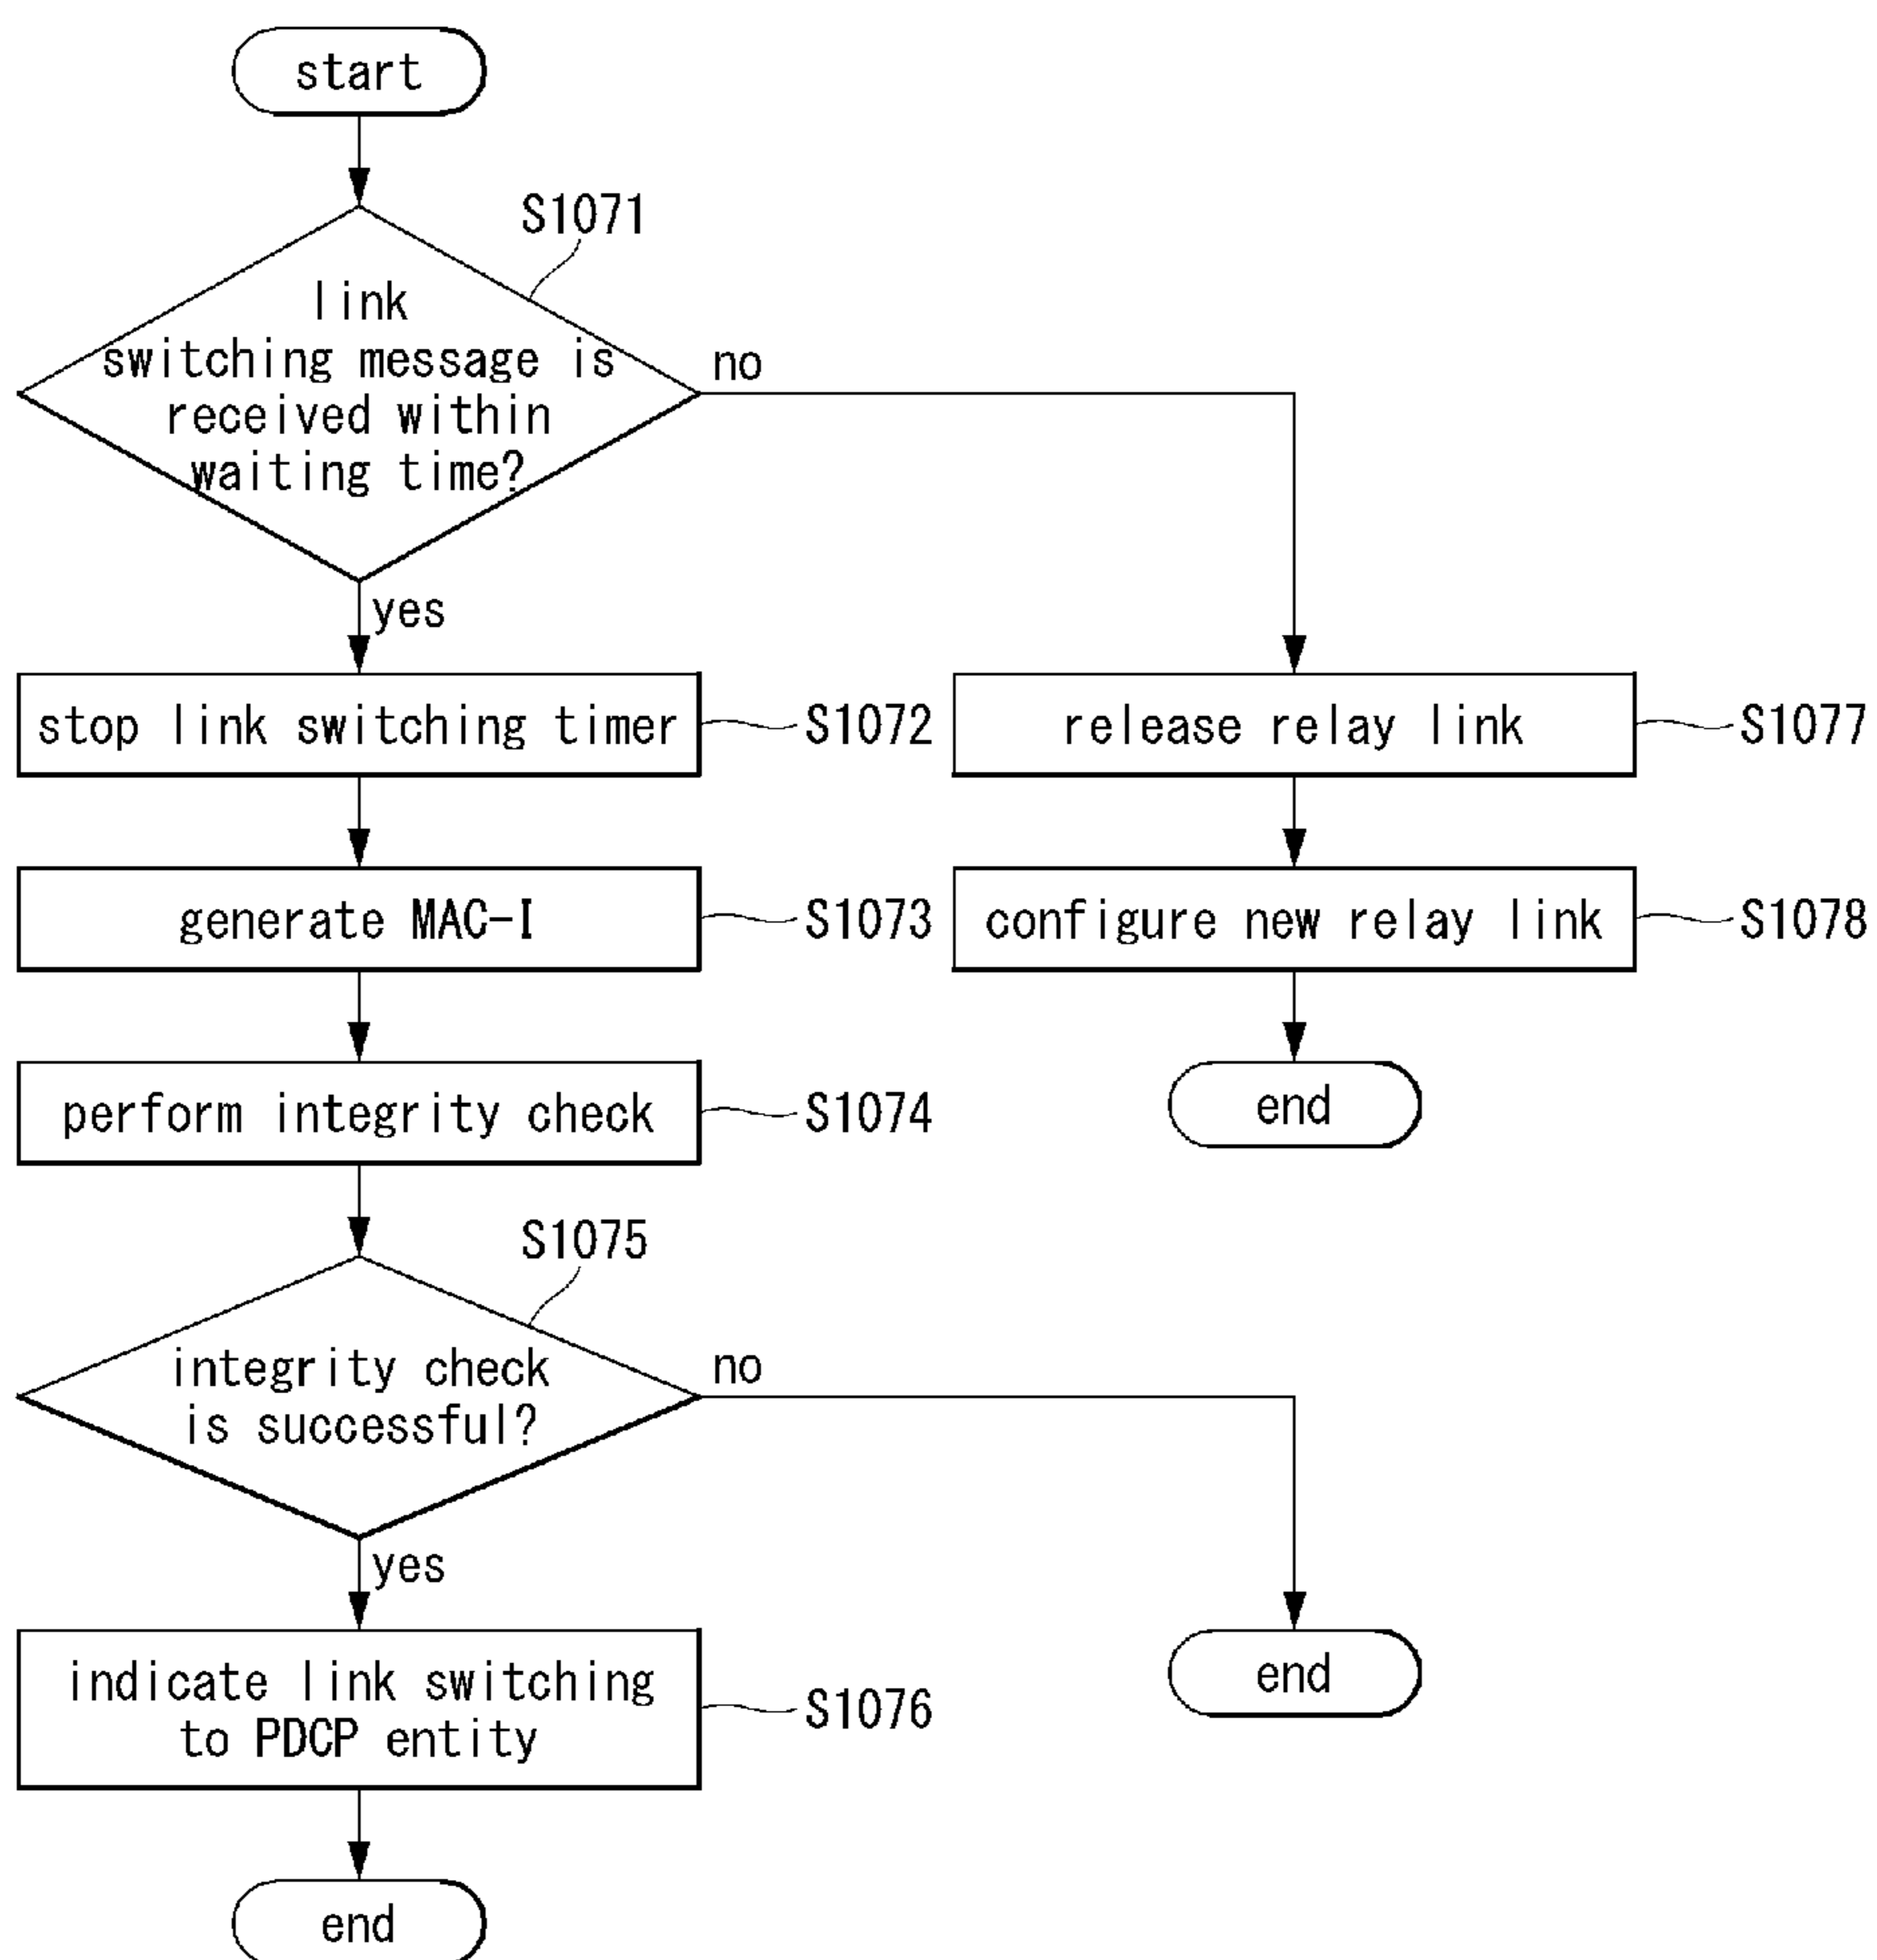 start
S1071
link
switching message is
received within
waiting time?
no
yes
stop link switching timer
S1072
release relay link
S1077
generate MAC-I
S1073
configure new relay link
S1078
perform integrity check
S1074
end
S1075
integrity check
is successful?
no
yes
indicate link switching
to PDCP entity
S1076
end
end